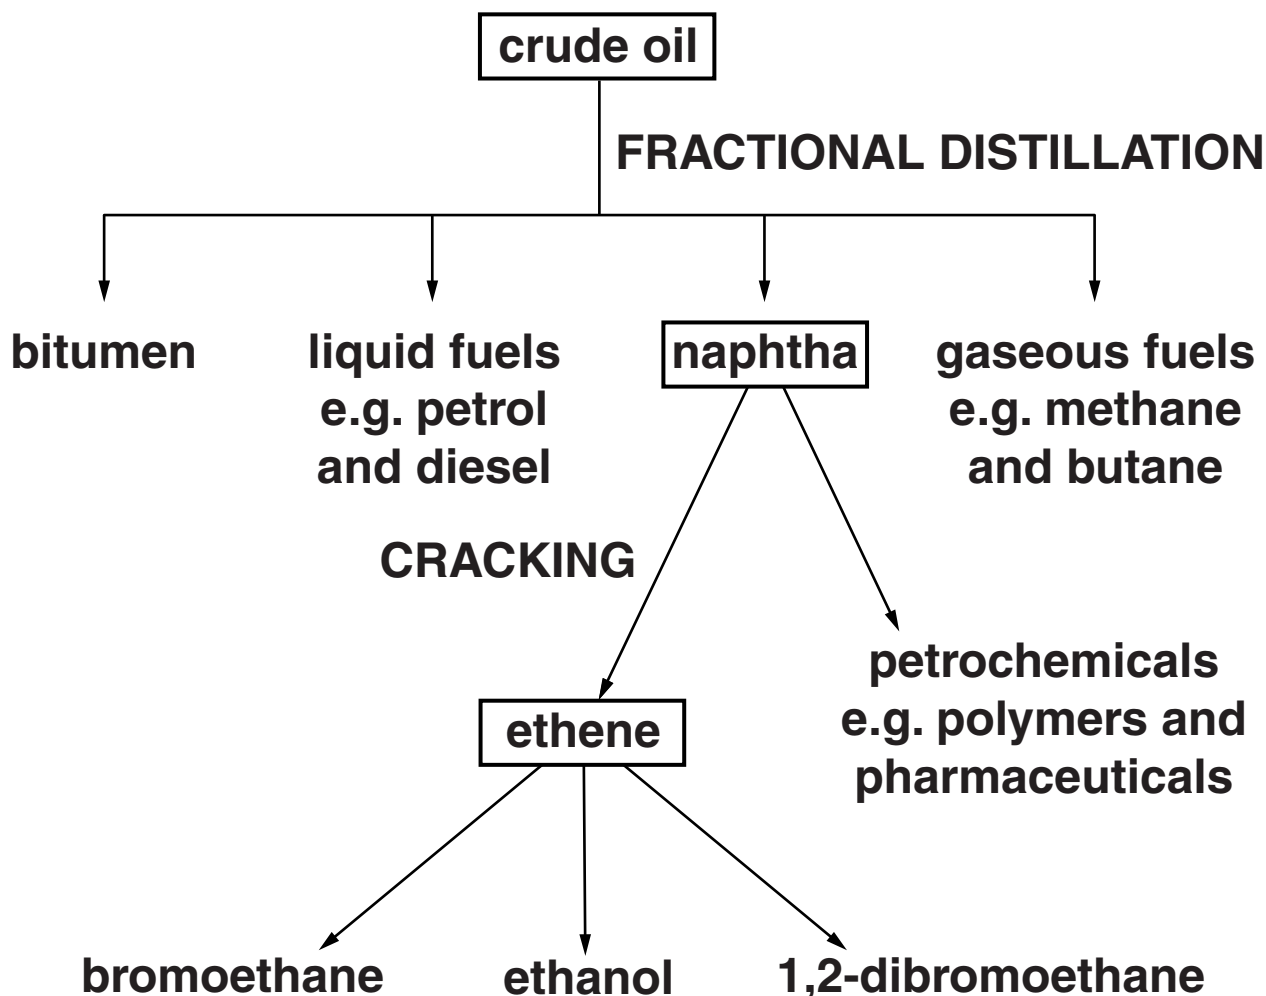 crude oil
FRACTIONAL DISTILLATION
bitumen
liquid fuels
e.g. petrol
and diesel
naphtha
gaseous fuels
e.g. methane
and butane
CRACKING
petrochemicals
e.g. polymers and
pharmaceuticals
ethene
bromoethane
ethanol
1,2-dibromoethane